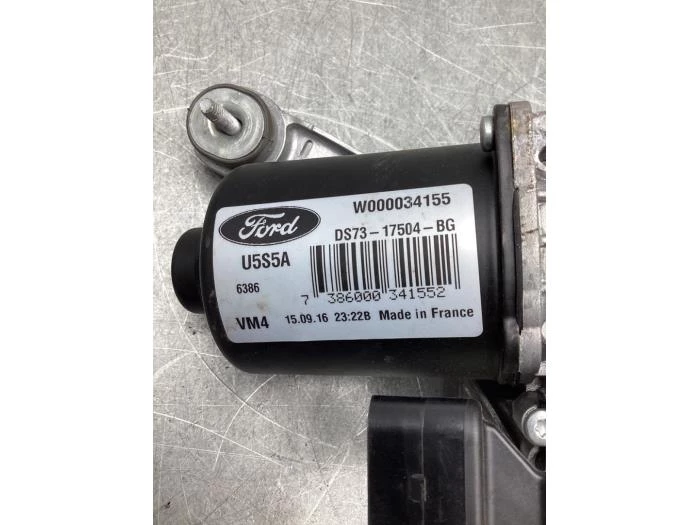 W000034155
Ford
DS73-17504-BG
U5S5A
6386
7 386000 341552
VM4 15.09.16 23:22B Made in France